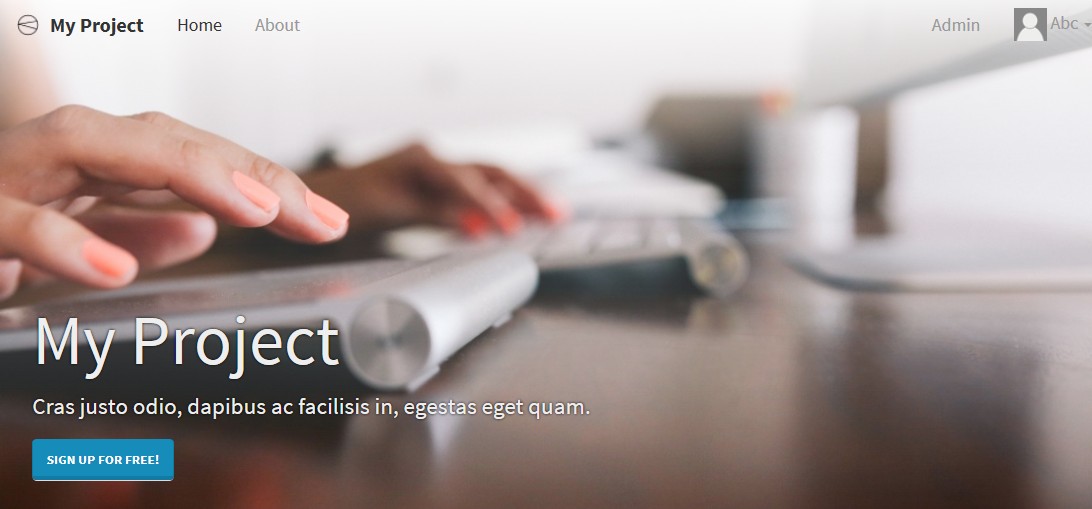 My Project Home About Admin Abc
My Project
Cras justo odio, dapibus ac facilisis in, egestas eget quam.
SIGN UP FOR FREE!